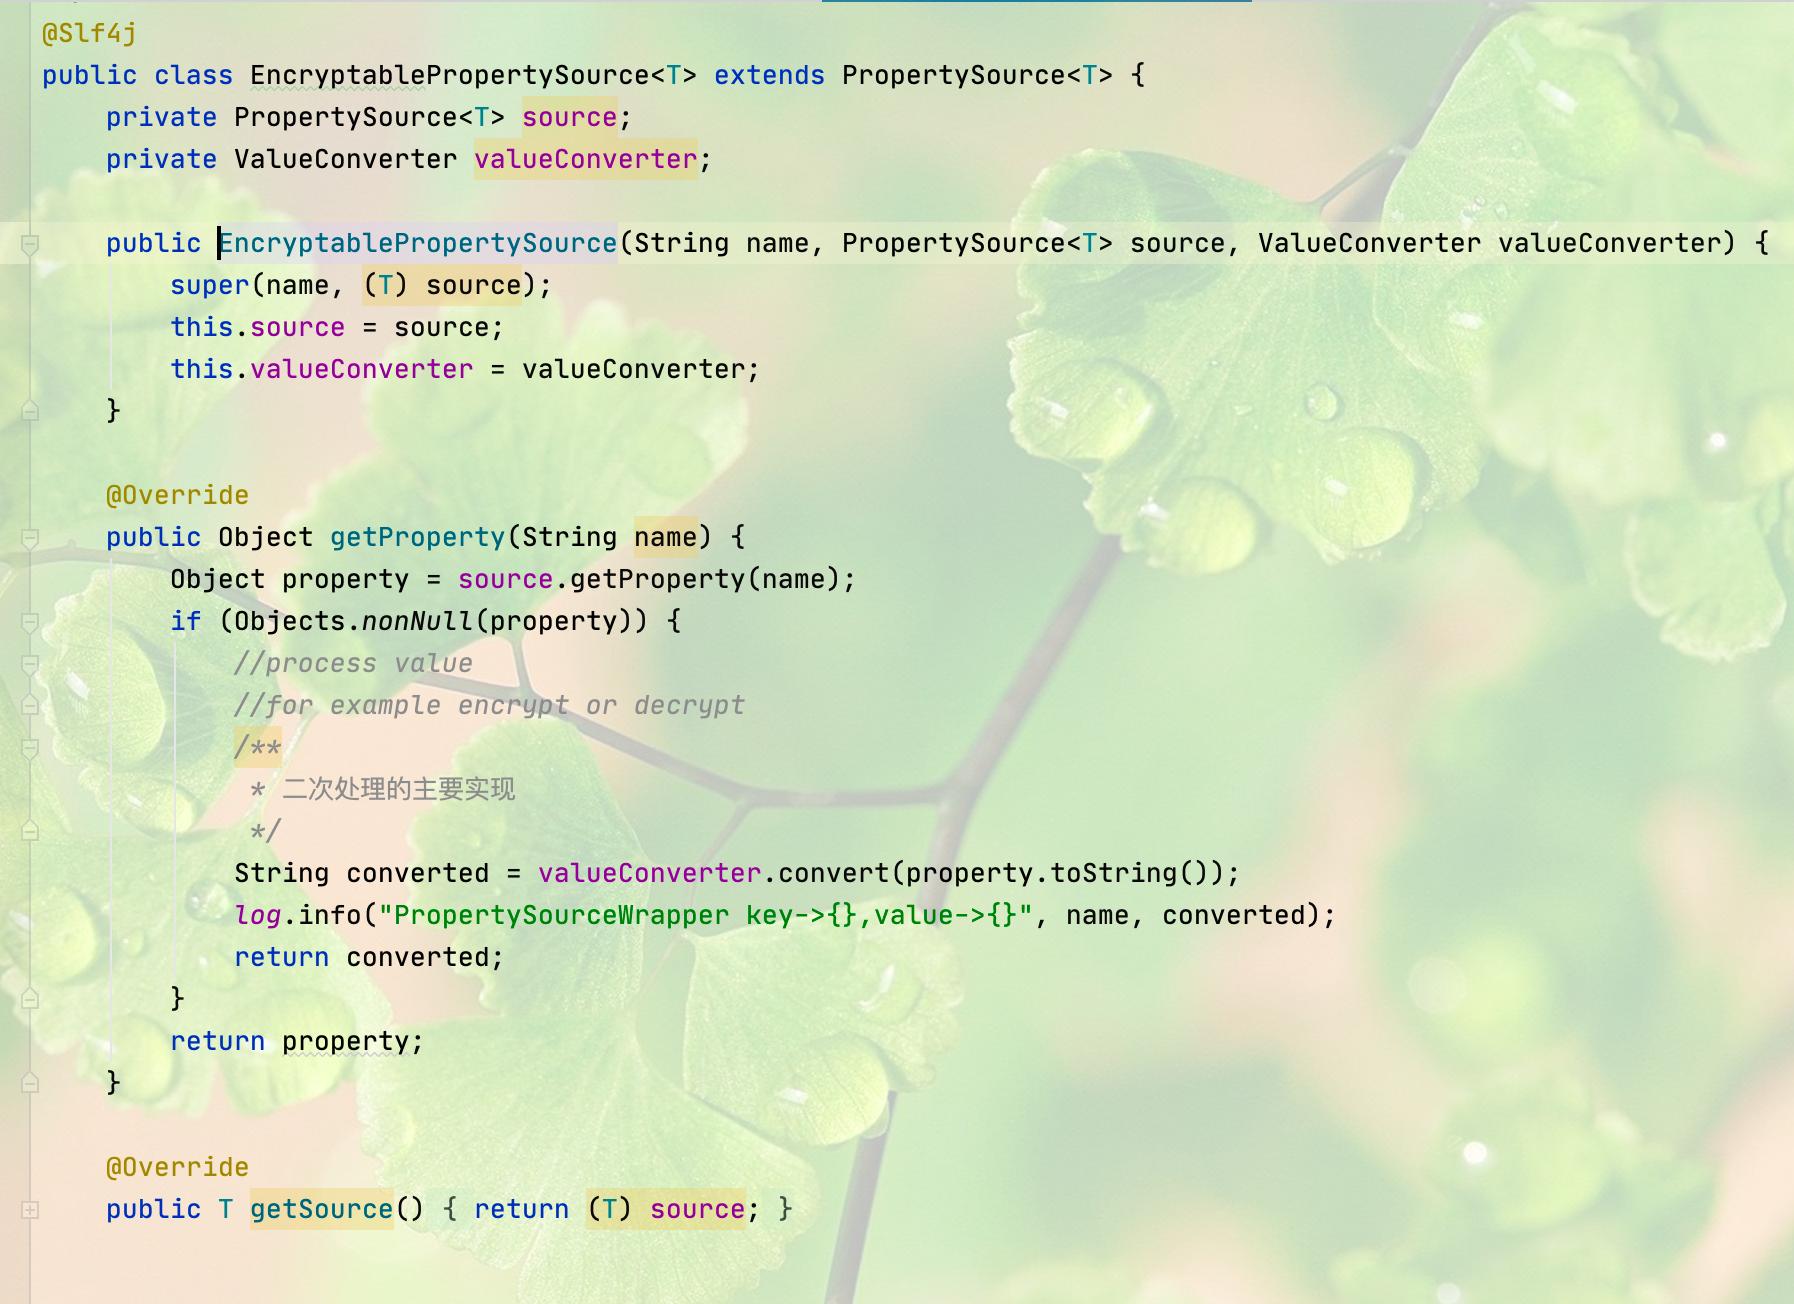 @Slf4j
public class EncryptablePropertySource<T> extends PropertySource<T> {
    private PropertySource<T> source;
    private ValueConverter valueConverter;

    public EncryptablePropertySource(String name, PropertySource<T> source, ValueConverter valueConverter) {
        super(name, (T) source);
        this.source = source;
        this.valueConverter = valueConverter;
    }

    @Override
    public Object getProperty(String name) {
        Object property = source.getProperty(name);
        if (Objects.nonNull(property)) {
            //process value
            //for example encrypt or decrypt
            /**
             * 二次处理的主要实现
             */
            String converted = valueConverter.convert(property.toString());
            log.info("PropertySourceWrapper key->{},value->{}", name, converted);
            return converted;
        }
        return property;
    }

    @Override
    public T getSource() { return (T) source; }